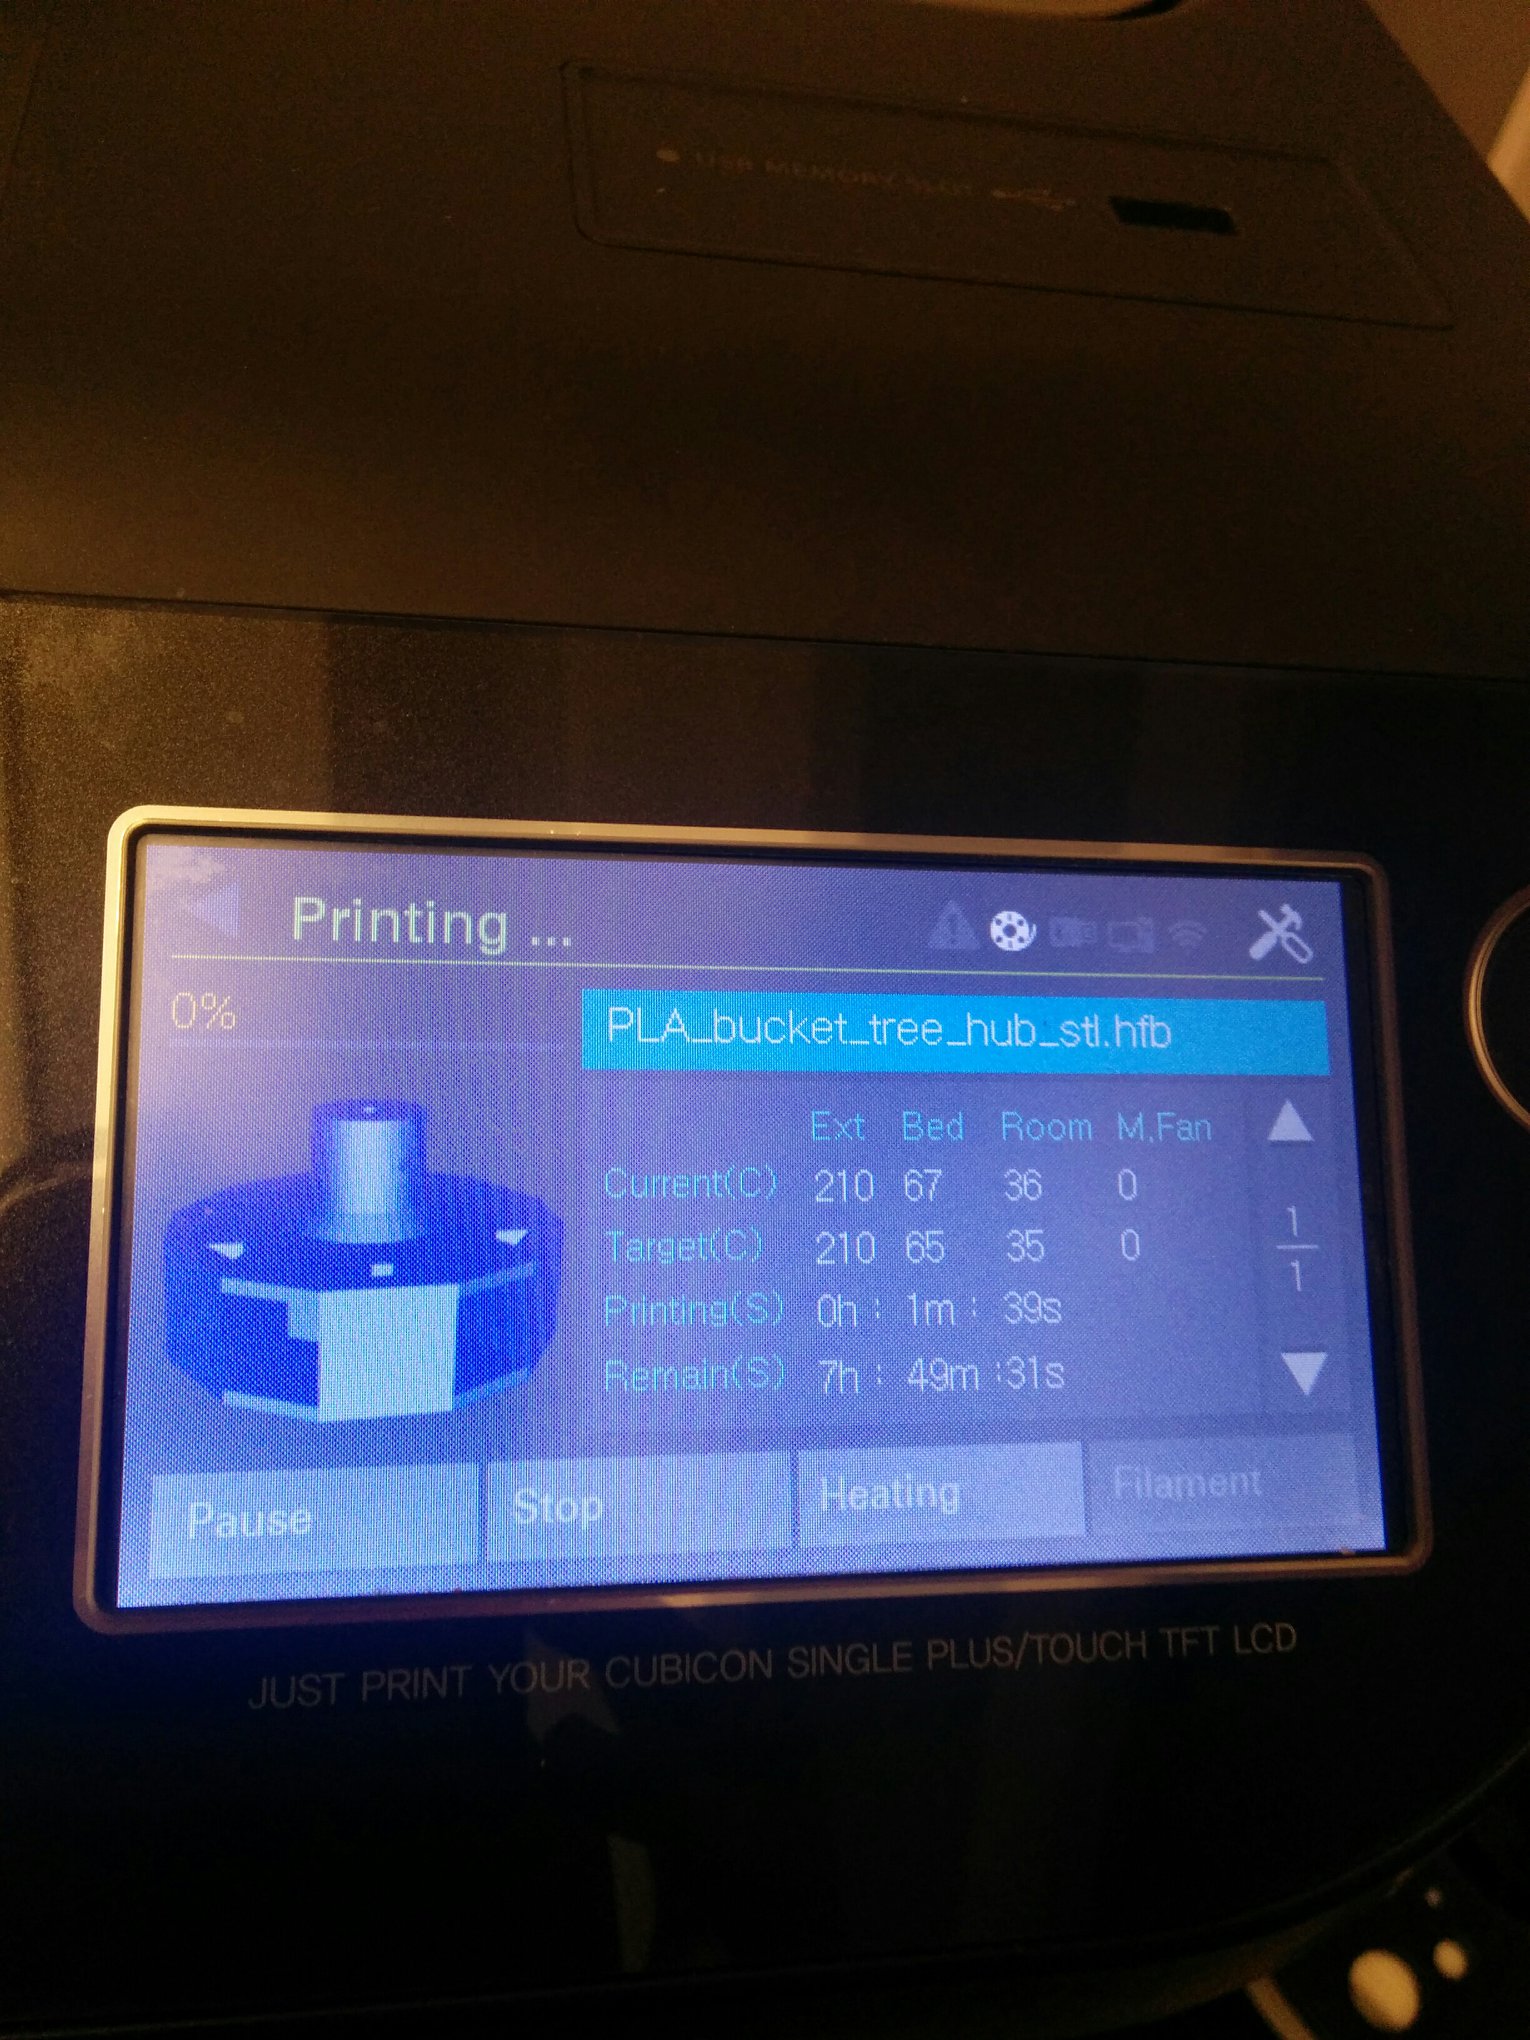 USB MEMORY
Printing ...
0%
PLA_bucket_tree_hub_stl.hfb
Ext Bed Room M.Fan
Current(C) 210 67 36 0
Target(C) 210 65 35 0
Printing(S) 0h : 1m : 39s
Remain(S) 7h : 49m :31s
1
1
Pause Stop Heating Filament
JUST PRINT YOUR CUBICON SINGLE PLUS/TOUCH TFT LCD